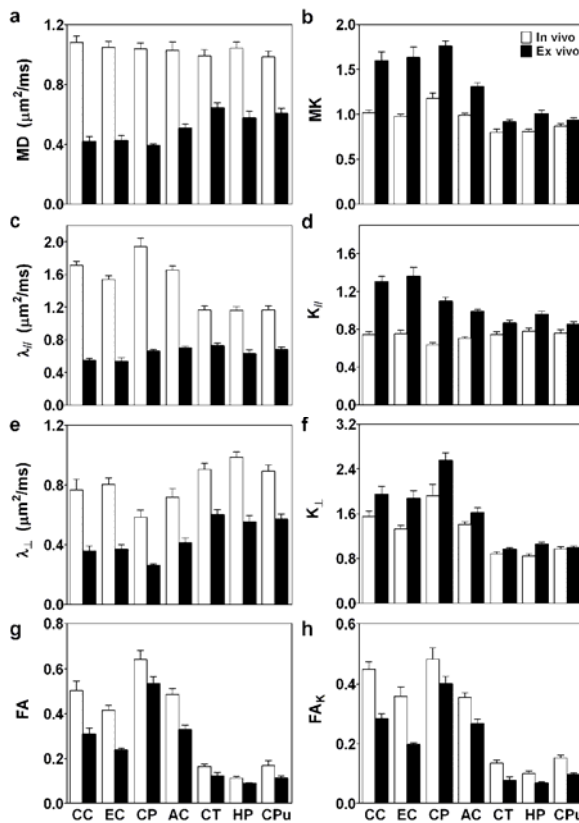 a
b
In vivo
Ex vivo
MD (μm²/ms)
1.2
0.8
0.4
0.0
MK
2.0
1.5
1.0
0.5
0.0
c
d
λ// (μm²/ms)
2.0
1.6
1.2
0.8
0.4
0.0
K//
1.6
1.2
0.8
0.4
0.0
e
f
λ⊥ (μm²/ms)
1.2
0.8
0.4
0.0
K⊥
3.2
2.4
1.6
0.8
0.0
g
h
FA
0.8
0.6
0.4
0.2
0.0
FAK
0.6
0.4
0.2
0.0
CC EC CP AC CT HP CPu
CC EC CP AC CT HP CPu